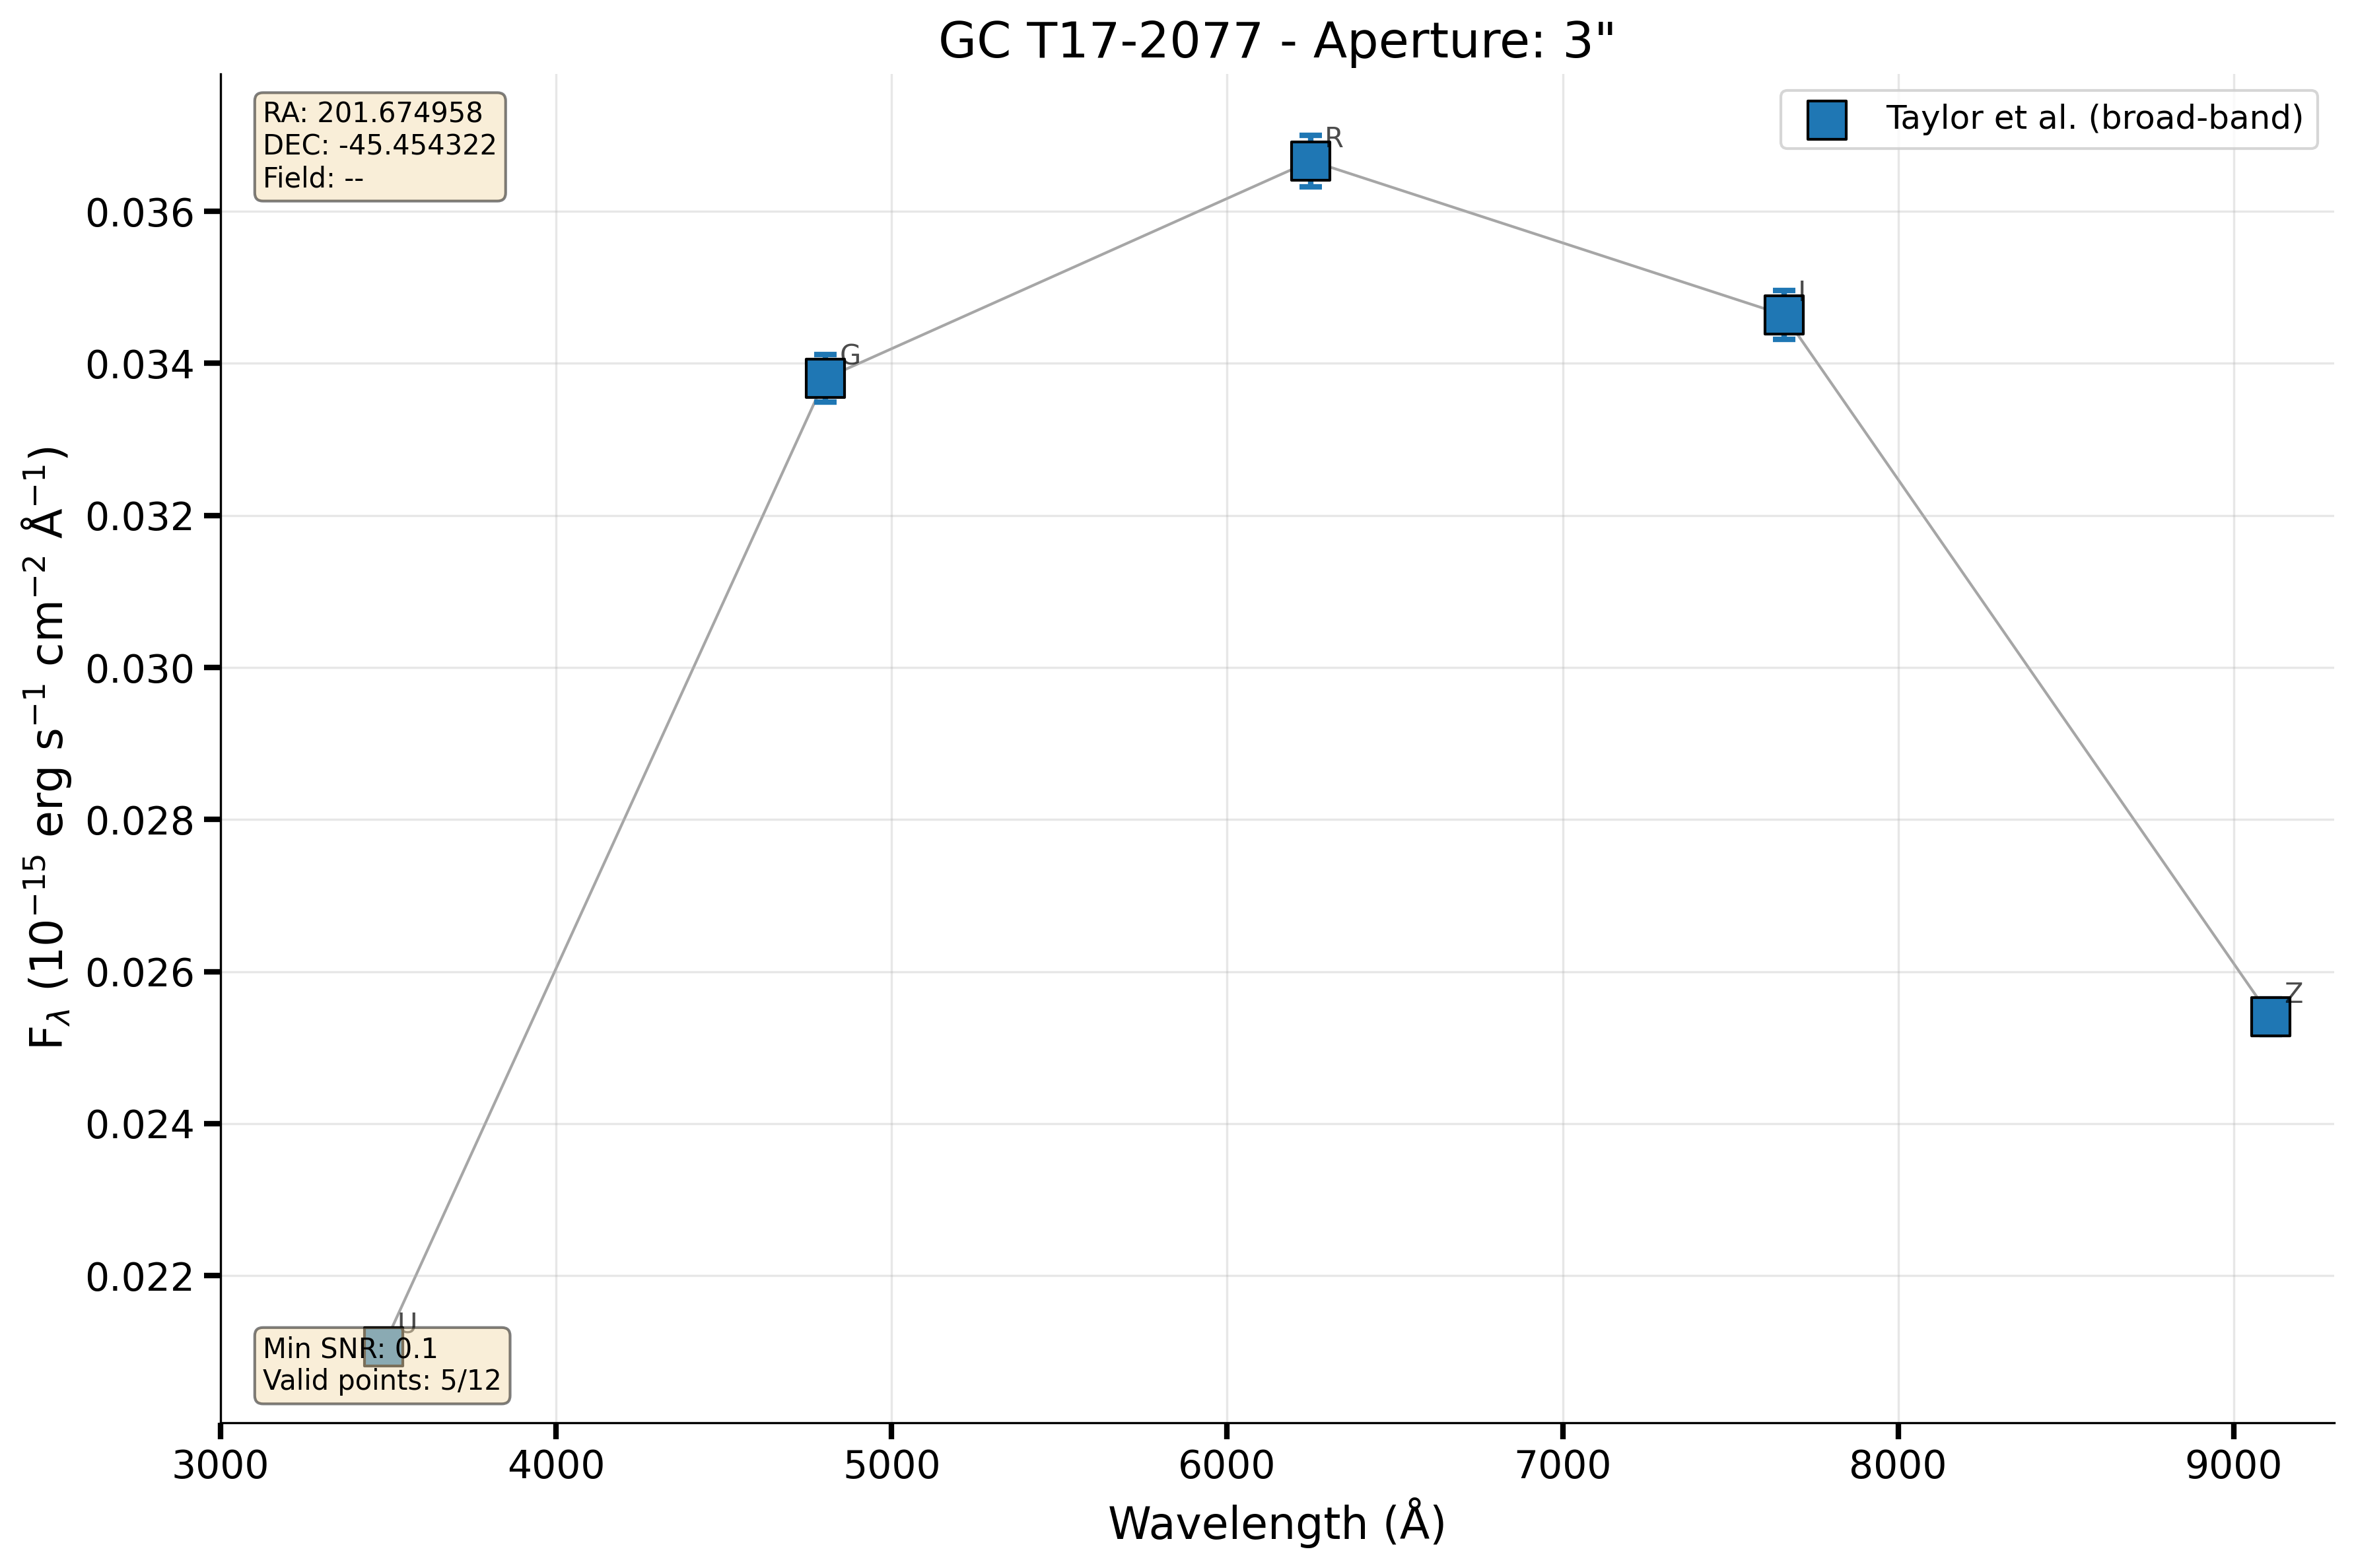 GC T17-2077 - Aperture: 3"
RA: 201.674958
DEC: -45.454322
Field: --
Taylor et al. (broad-band)
R
I
G
Z
U
Min SNR: 0.1
Valid points: 5/12
0.036
0.034
0.032
0.030
0.028
0.026
0.024
0.022
F_λ (10⁻¹⁵ erg s⁻¹ cm⁻² Å⁻¹)
3000 4000 5000 6000 7000 8000 9000
Wavelength (Å)